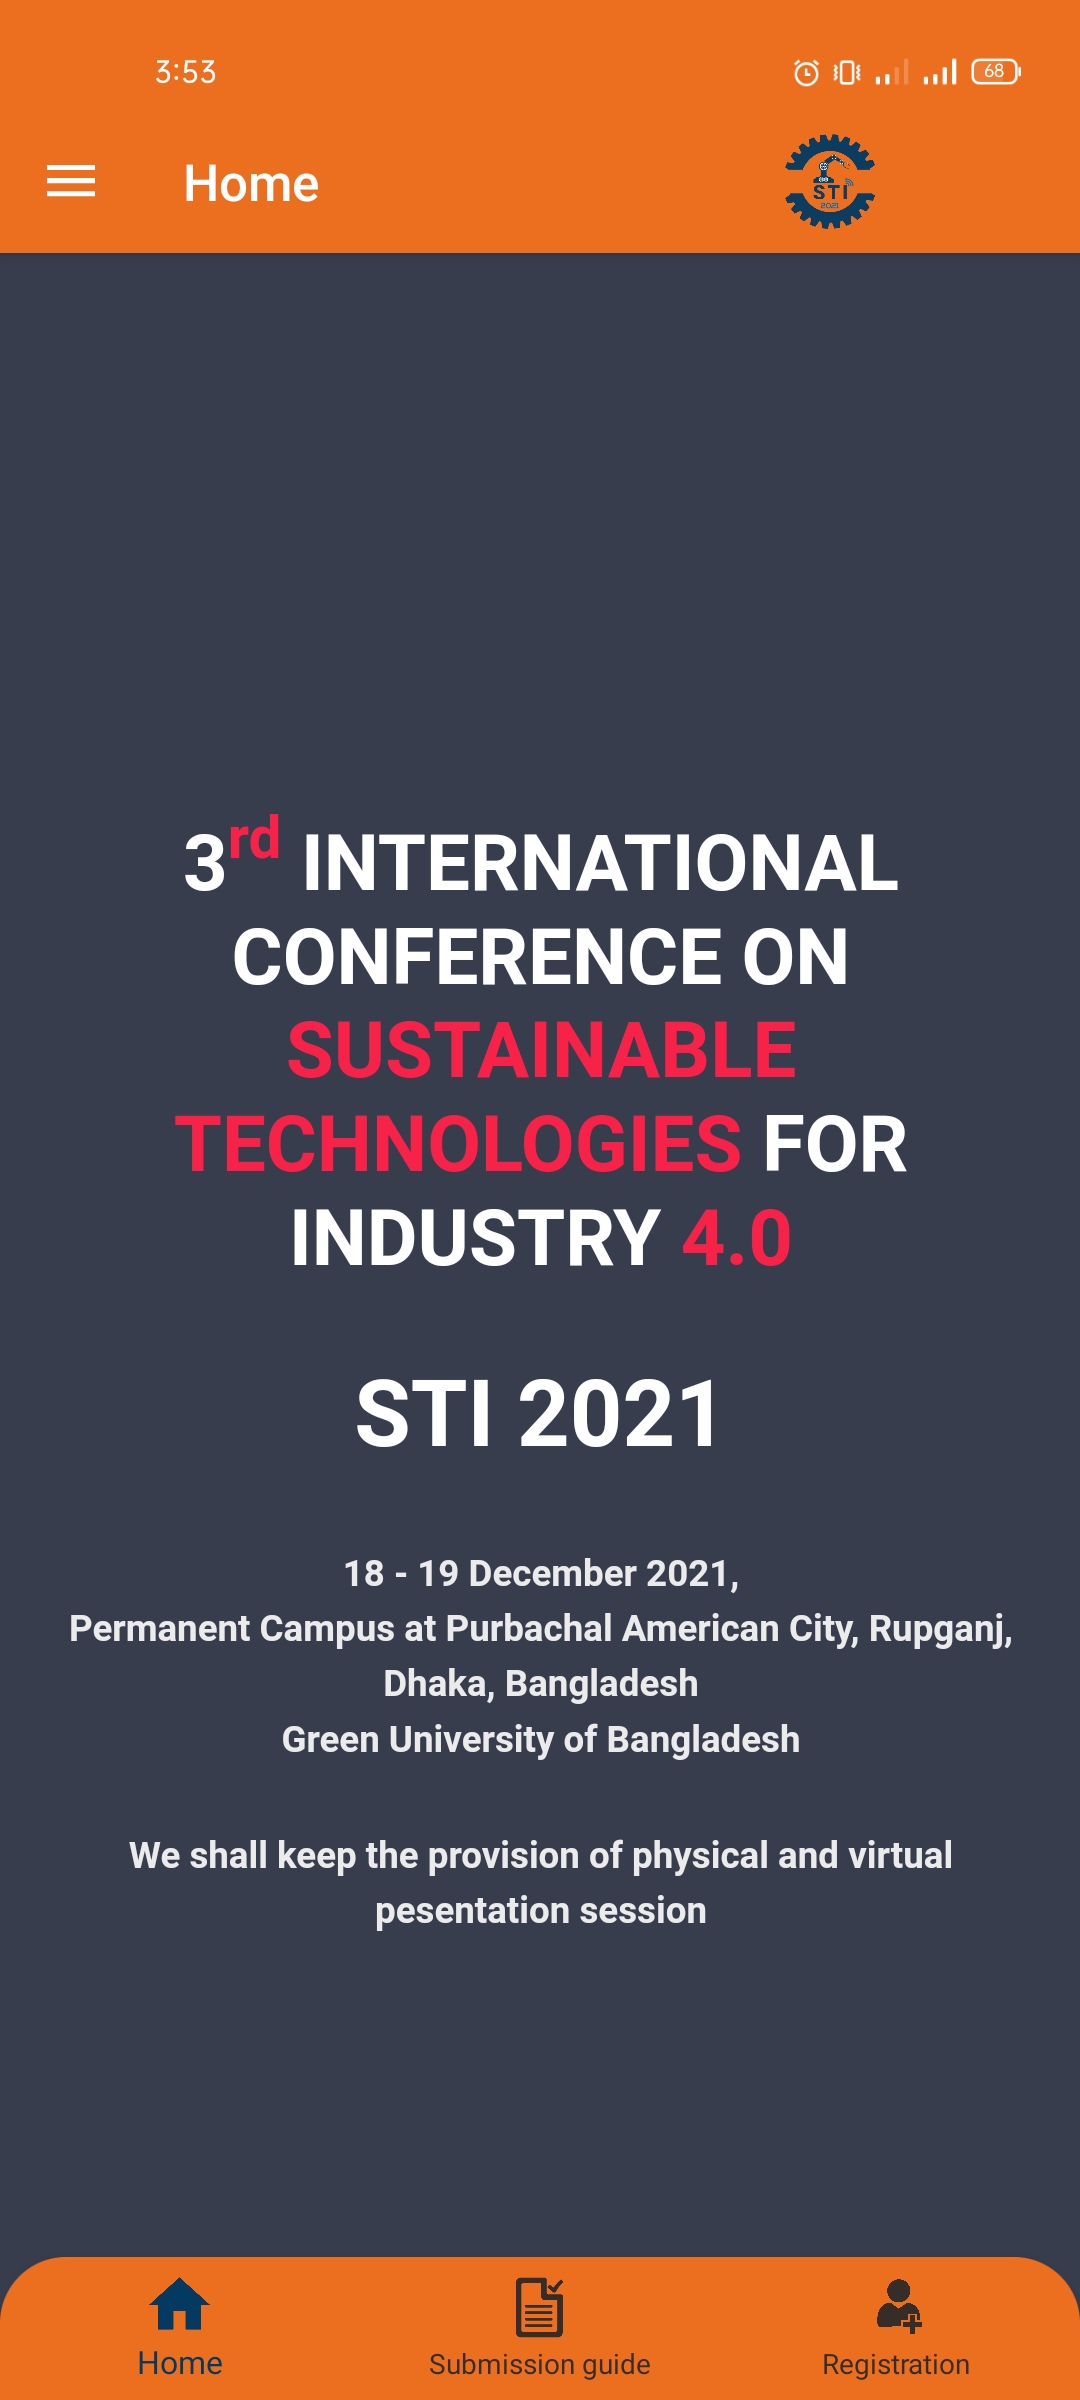 3:53
68
Home
STI
2021
3rd INTERNATIONAL
CONFERENCE ON
SUSTAINABLE
TECHNOLOGIES FOR
INDUSTRY 4.0
STI 2021
18 - 19 December 2021,
Permanent Campus at Purbachal American City, Rupganj,
Dhaka, Bangladesh
Green University of Bangladesh
We shall keep the provision of physical and virtual
pesentation session
Home
Submission guide
Registration